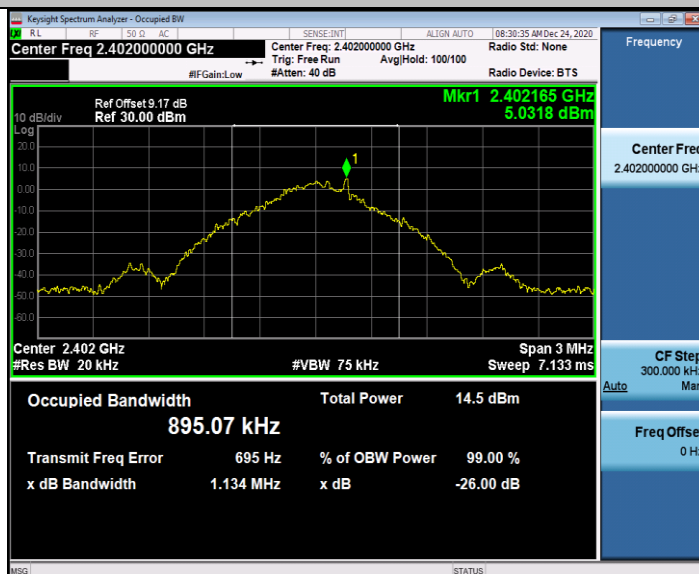 Keysight Spectrum Analyzer - Occupied BW
RL RF 50 Ω AC SENSE:INT ALIGN AUTO 08:30:35 AM Dec 24, 2020
Center Freq 2.402000000 GHz
Center Freq: 2.402000000 GHz
Radio Std: None
Trig: Free Run Avg|Hold: 100/100
#IFGain:Low
#Atten: 40 dB
Radio Device: BTS
Frequency
Mkr1 2.402165 GHz
5.0318 dBm
Ref Offset 9.17 dB
10 dB/div Ref 30.00 dBm
Log
20.0
10.0
0.00
-10.0
-20.0
-30.0
-40.0
-50.0
-60.0
1
Center 2.402 GHz Span 3 MHz
#Res BW 20 kHz #VBW 75 kHz Sweep 7.133 ms
Occupied Bandwidth
895.07 kHz
Total Power 14.5 dBm
Transmit Freq Error 695 Hz % of OBW Power 99.00 %
x dB Bandwidth 1.134 MHz x dB -26.00 dB
Center Freq
2.402000000 GHz
CF Step
300.000 kHz
Auto Man
Freq Offset
0 Hz
MSG STATUS